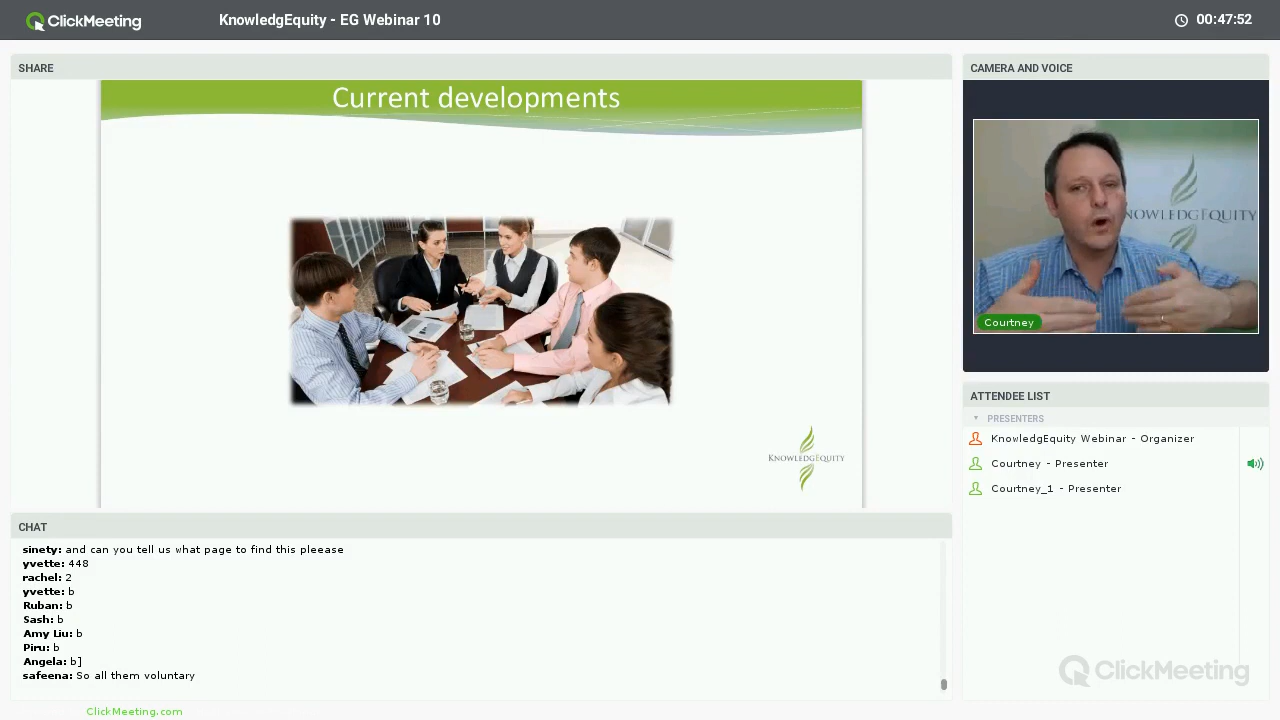 ClickMeeting
KnowledgEquity - EG Webinar 10
00:47:52
SHARE
Current developments
KNOWLEDGEQUITY
CHAT
sinety: and can you tell us what page to find this pleease
yvette: 448
rachel: 2
yvette: b
Ruban: b
Sash: b
Amy Liu: b
Piru: b
Angela: b]
safeena: So all them voluntary
ClickMeeting.com
CAMERA AND VOICE
NOWLEDGEQUITY
Courtney
ATTENDEE LIST
PRESENTERS
KnowledgEquity Webinar - Organizer
Courtney - Presenter
Courtney_1 - Presenter
ClickMeeting